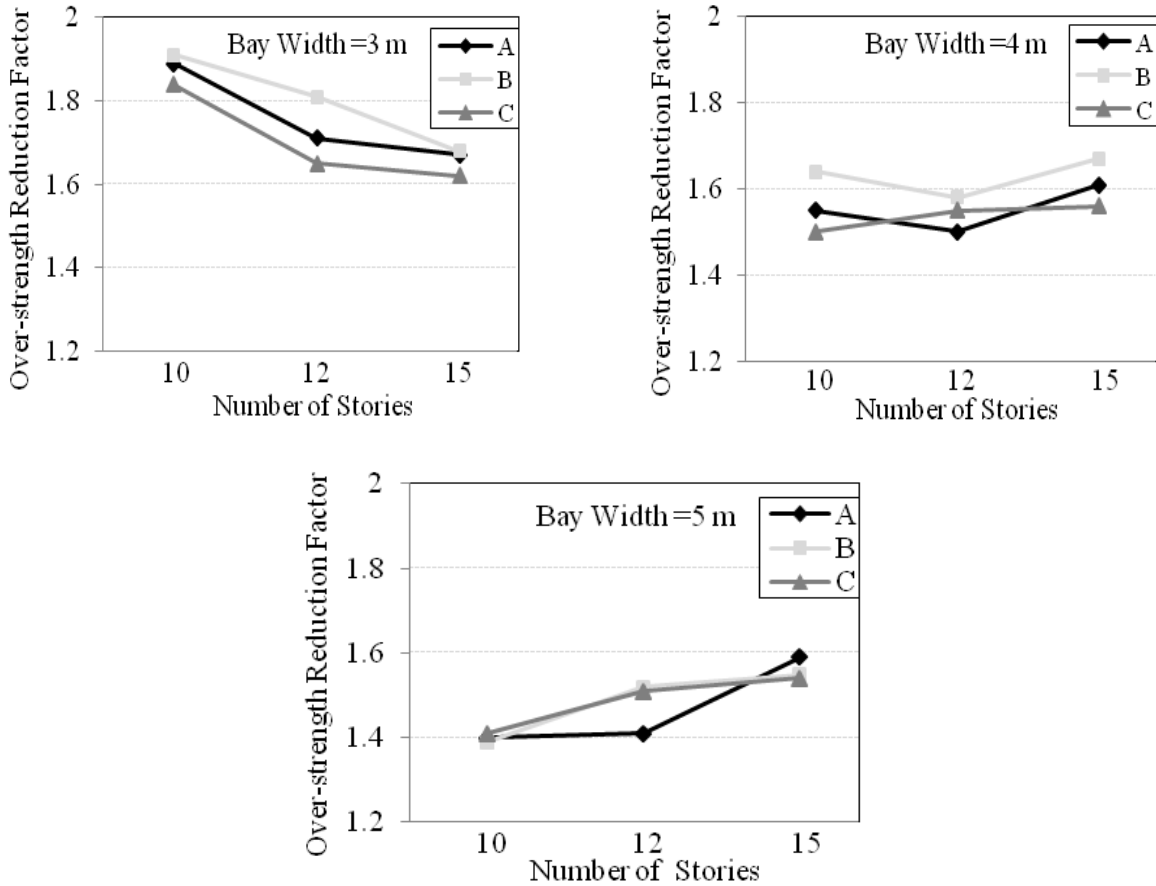 Over-strength Reduction Factor
2
1.8
1.6
1.4
1.2
Bay Width =3 m
A
B
C
10 12 15
Number of Stories
Over-strength Reduction Factor
2
1.8
1.6
1.4
1.2
Bay Width =4 m
A
B
C
10 12 15
Number of Stories
Over-strength Reduction Factor
2
1.8
1.6
1.4
1.2
Bay Width =5 m
A
B
C
10 12 15
Number of Stories